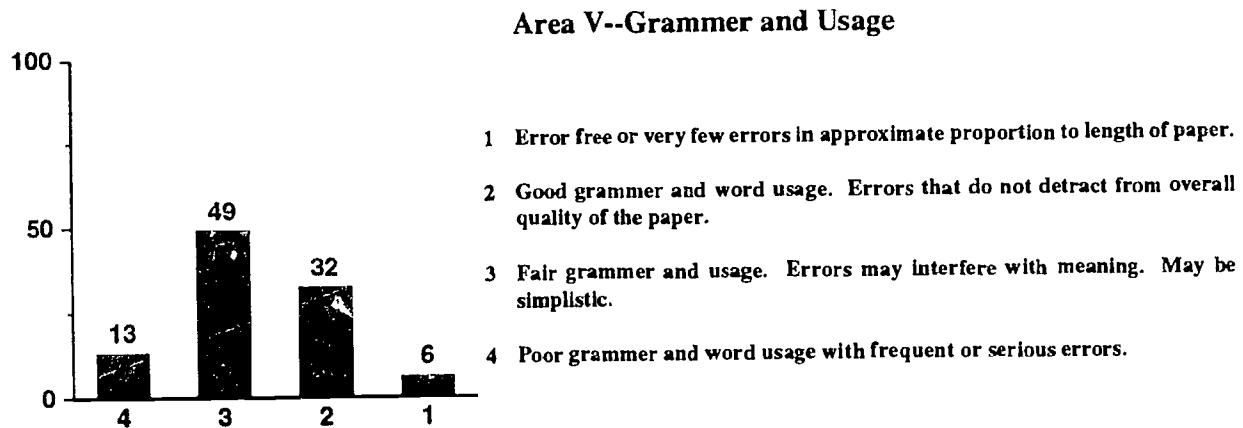 Area V--Grammer and Usage
100
50
0
13
49
32
6
4
3
2
1
1 Error free or very few errors in approximate proportion to length of paper.
2 Good grammer and word usage. Errors that do not detract from overall
quality of the paper.
3 Fair grammer and usage. Errors may interfere with meaning. May be
simplistic.
4 Poor grammer and word usage with frequent or serious errors.